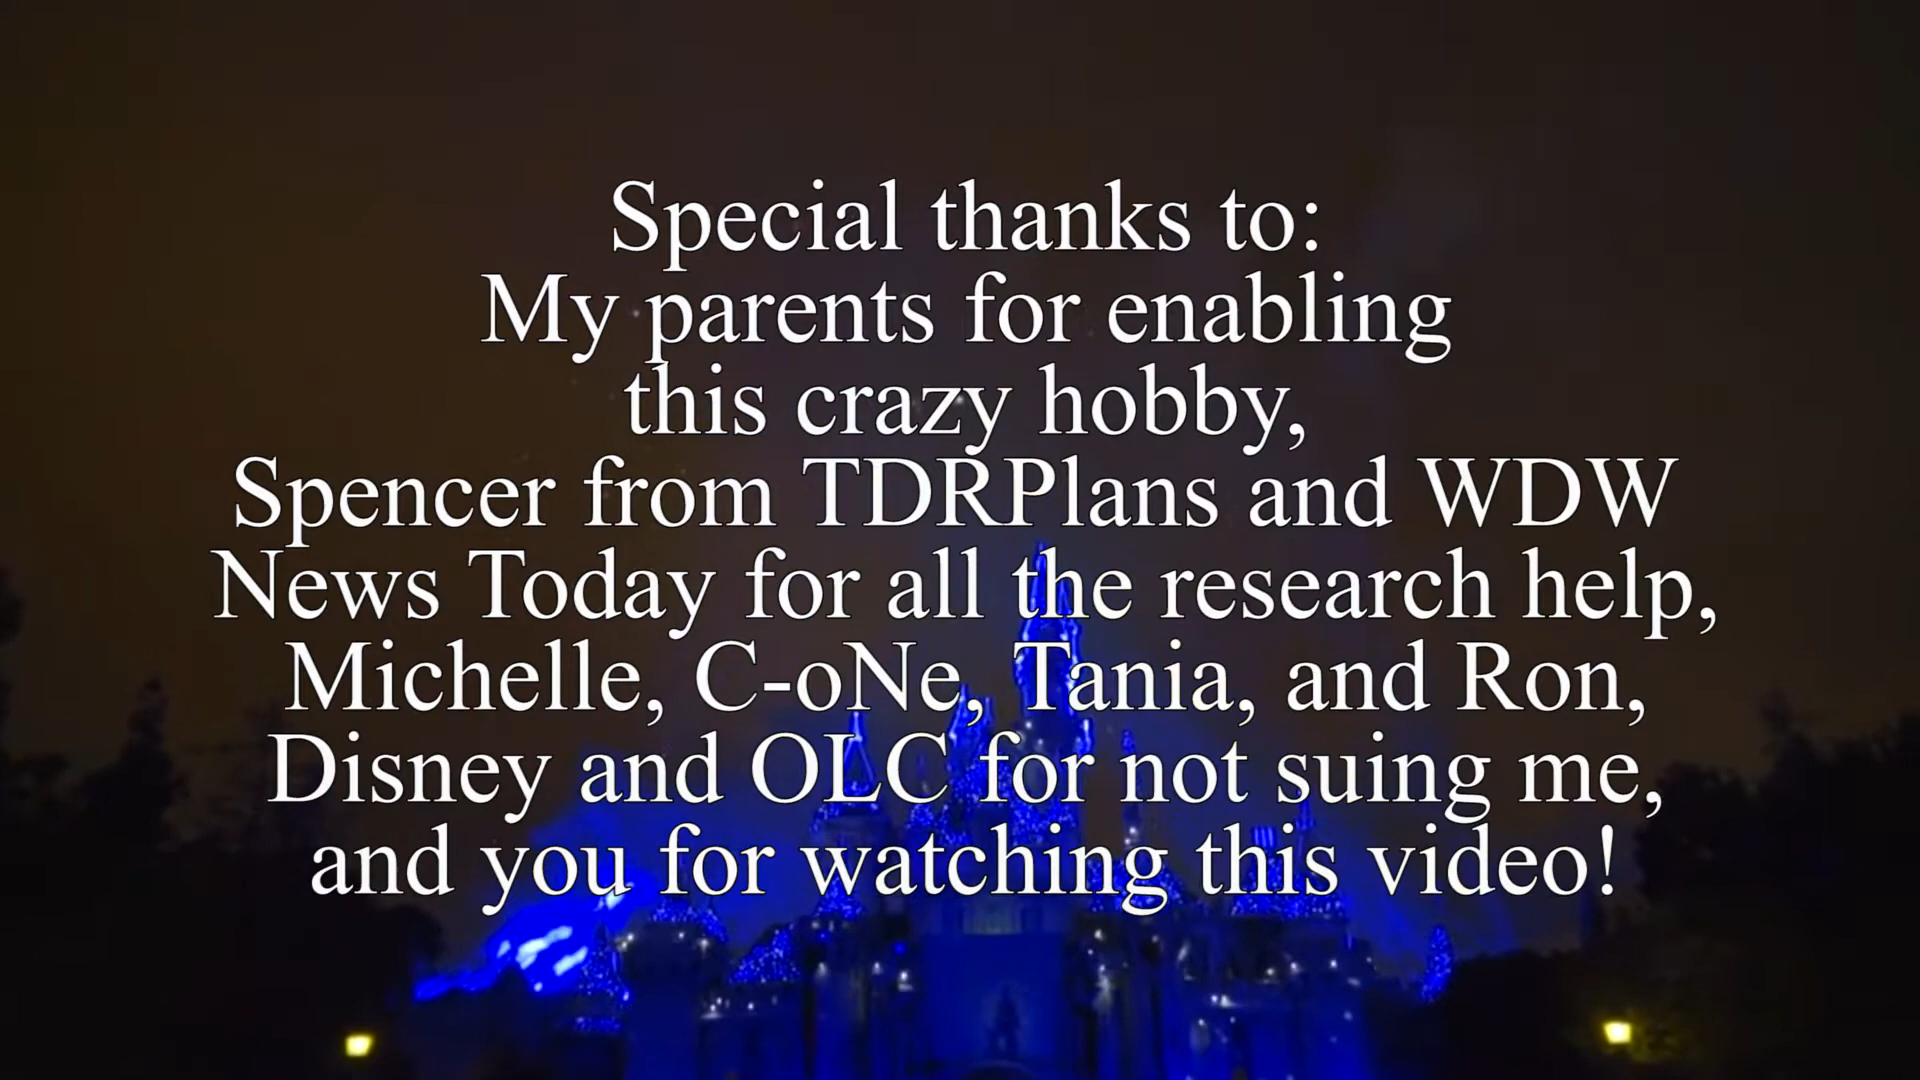 Special thanks to:
My parents for enabling
this crazy hobby,
Spencer from TDRPlans and WDW
News Today for all the research help,
Michelle, C-oNe, Tania, and Ron,
Disney and OLC for not suing me,
and you for watching this video!